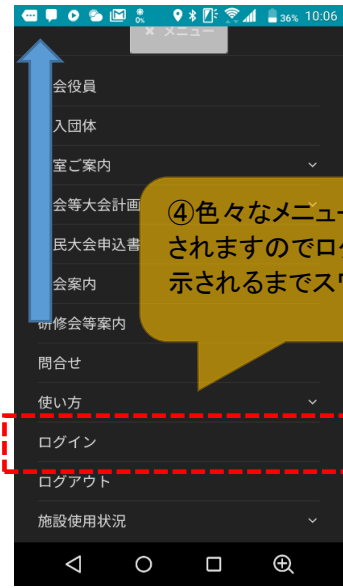 0%
36% 10:06
× メニュー
会役員
入団体
室ご案内
会等大会計画
民大会申込書
会案内
研修会等案内
④色々なメニュー
されますのでログ
示されるまでスワ
問合せ
使い方
ログイン
ログアウト
施設使用状況